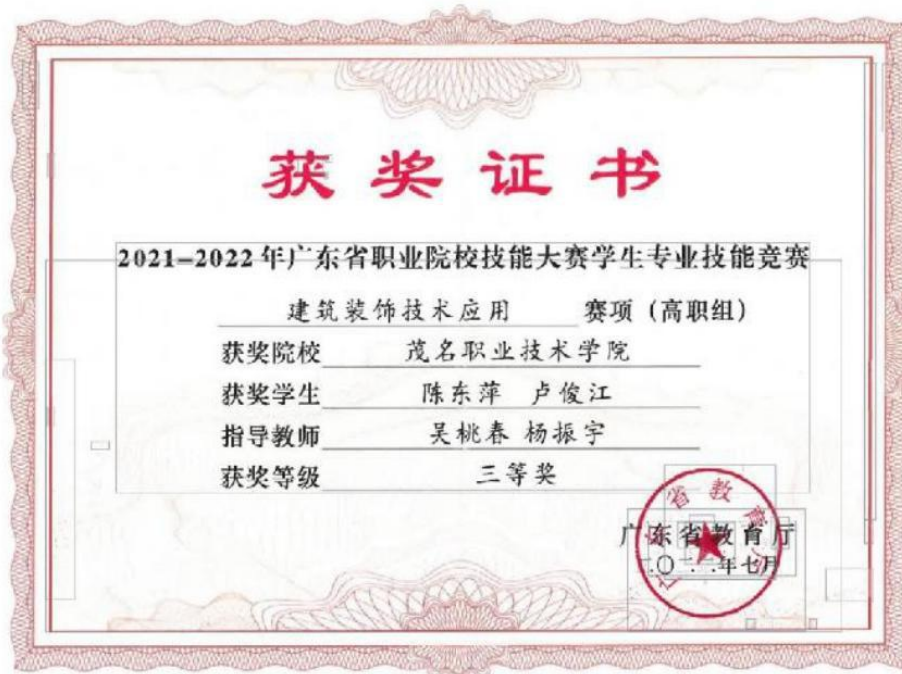 获奖证书
2021-2022年广东省职业院校技能大赛学生专业技能竞赛
建筑装饰技术应用 赛项（高职组）
获奖院校 茂名职业技术学院
获奖学生 陈东萍 卢俊江
指导教师 吴桃春 杨振宇
获奖等级 三等奖
广东省教育厅
年七月